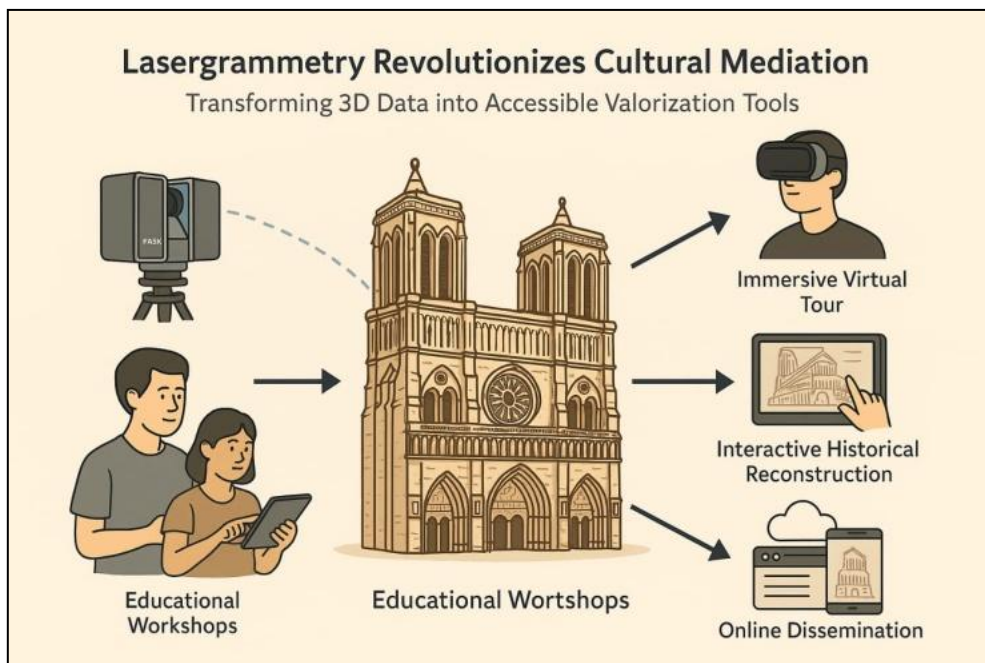 Lasergrammetry Revolutionizes Cultural Mediation
Transforming 3D Data into Accessible Valorization Tools
FASK
Immersive Virtual
Tour
Interactive Historical
Reconstruction
Educational
Workshops
Educational Wortshops
Online Dissemination